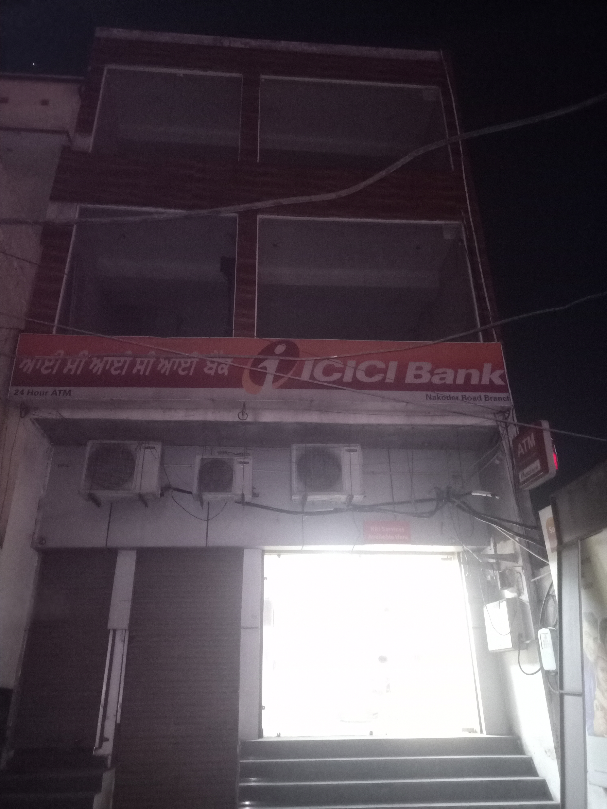 ਆਈ ਸੀ ਆਈ ਸੀ ਆਈ ਬੈਂਕ
i ICICI Bank
24 Hour ATM
Nakodar Road Branch
ATM